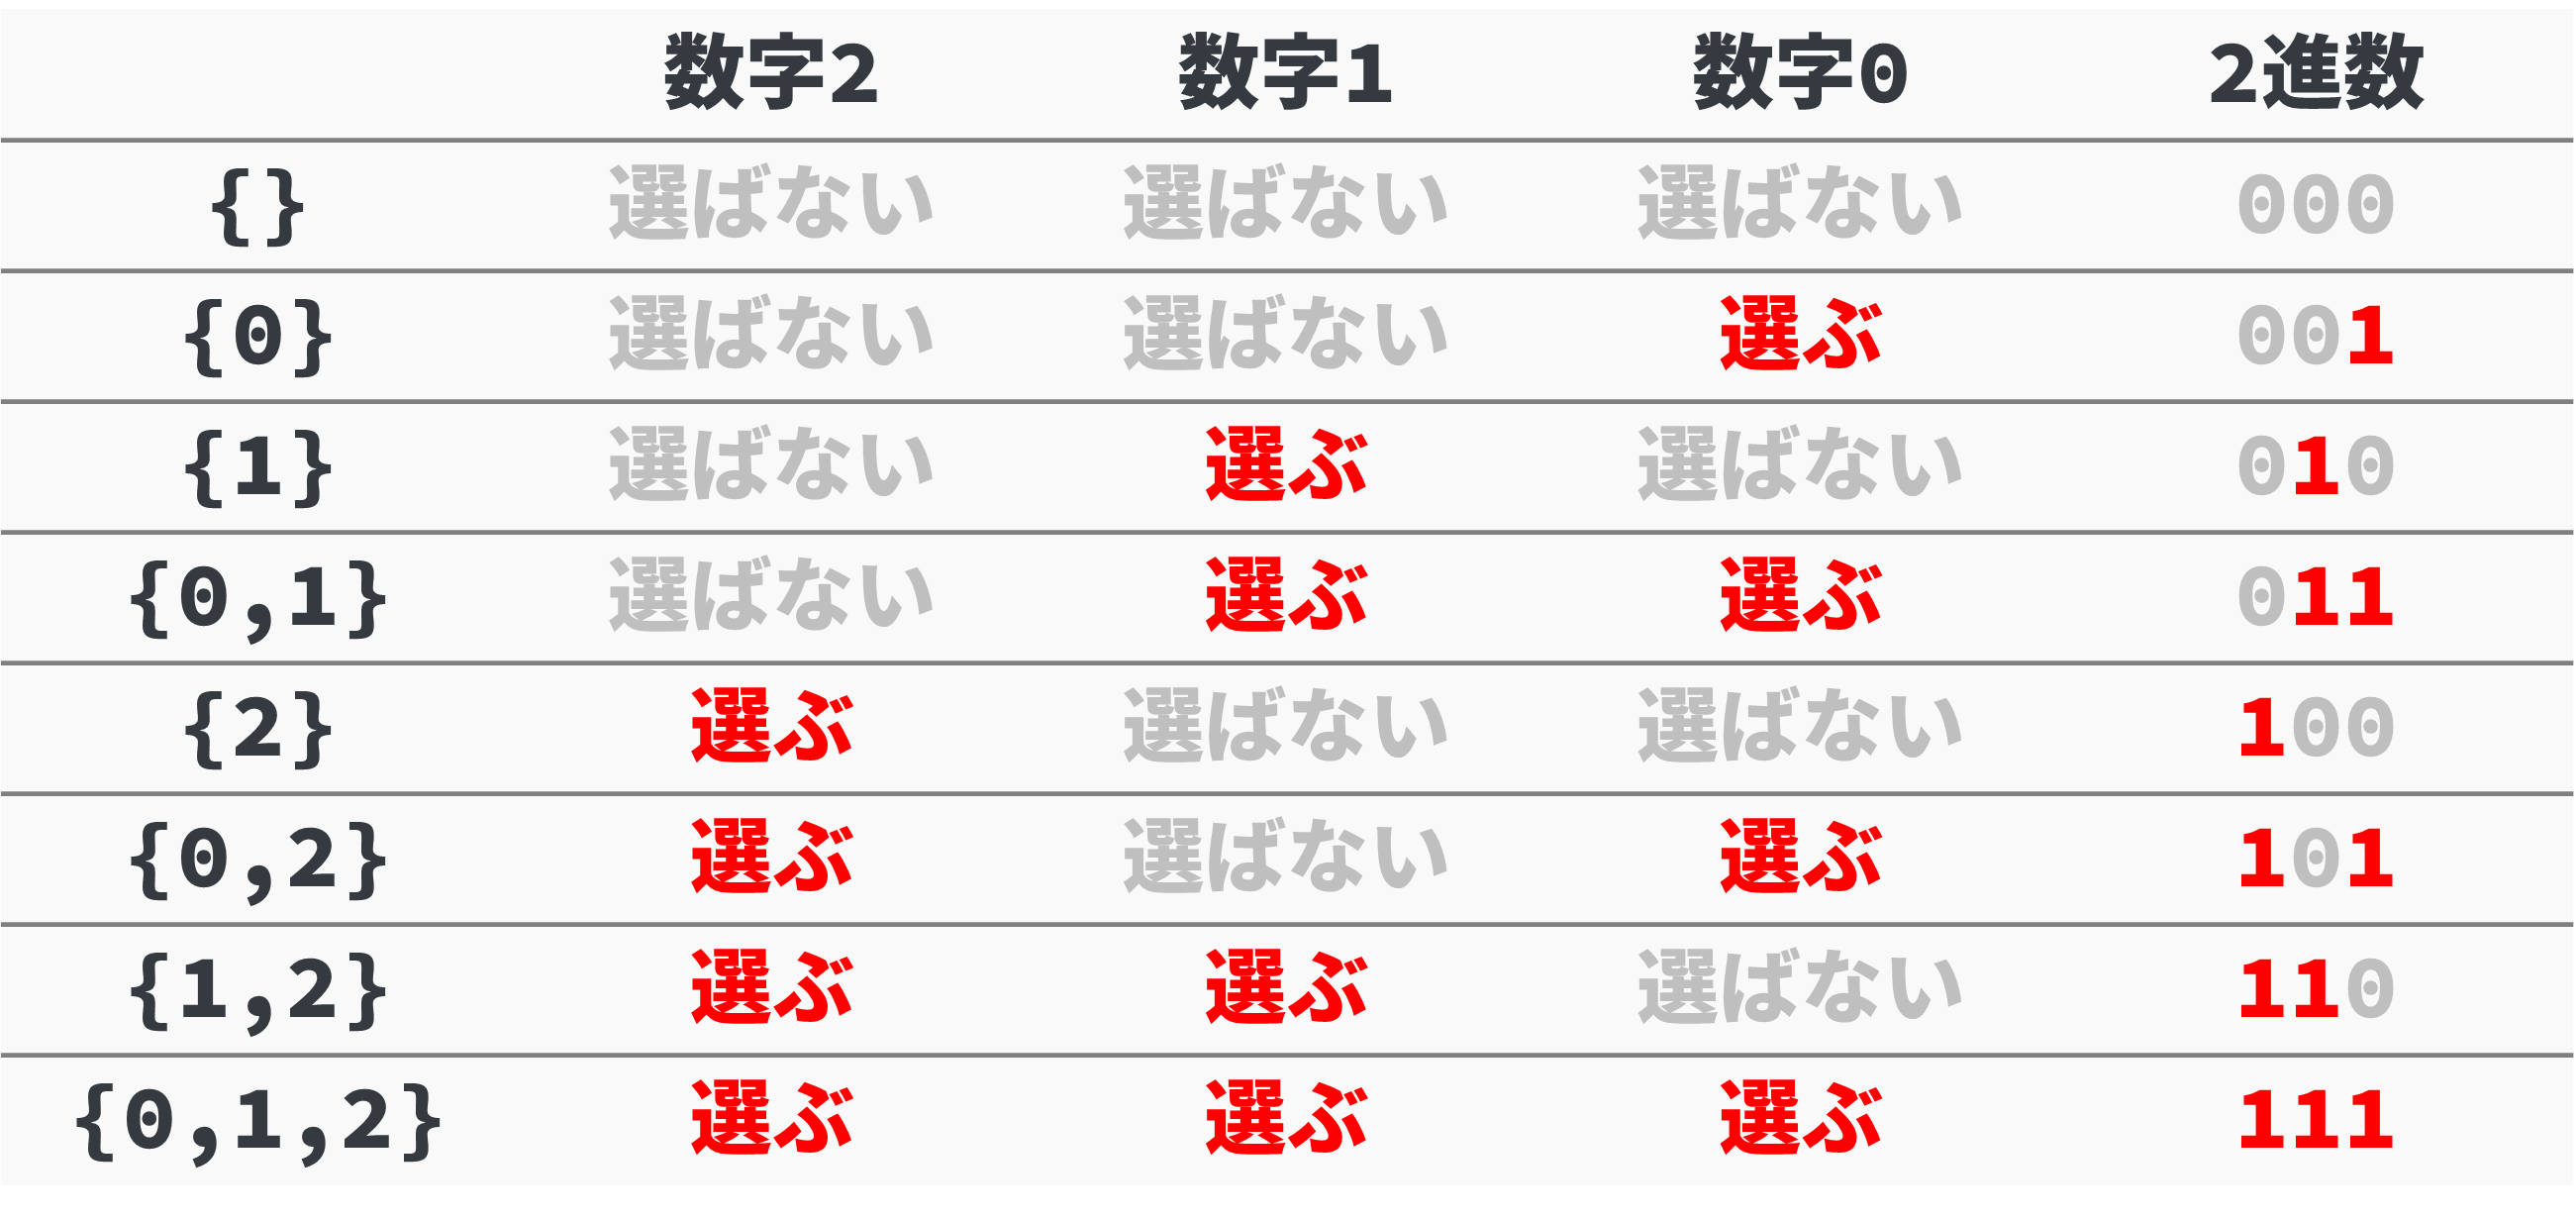 数字2 数字1 数字0 2進数
{} 選ばない 選ばない 選ばない 000
{0} 選ばない 選ばない 選ぶ 001
{1} 選ばない 選ぶ 選ばない 010
{0,1} 選ばない 選ぶ 選ぶ 011
{2} 選ぶ 選ばない 選ばない 100
{0,2} 選ぶ 選ばない 選ぶ 101
{1,2} 選ぶ 選ぶ 選ばない 110
{0,1,2} 選ぶ 選ぶ 選ぶ 111